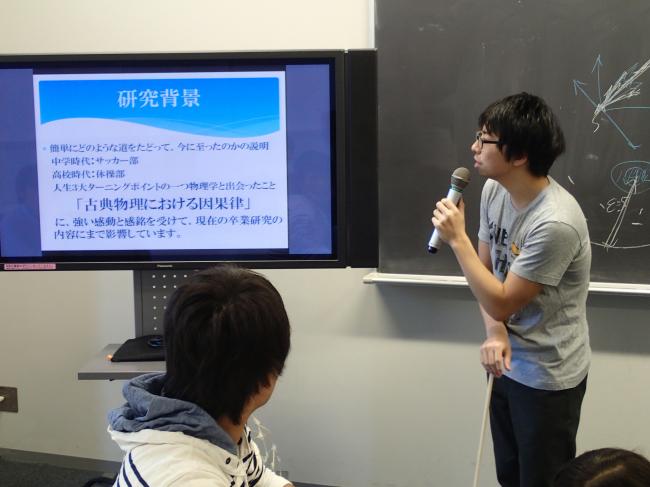 研究背景
・簡単にどのような道をたどって、今に至ったのかの説明
中学時代：サッカー部
高校時代：体操部
人生3大ターニングポイントの一つ物理学と出会ったこと
「古典物理における因果律」
に、強い感動と感銘を受けて、現在の卒業研究の
内容にまで影響しています。
Panasonic